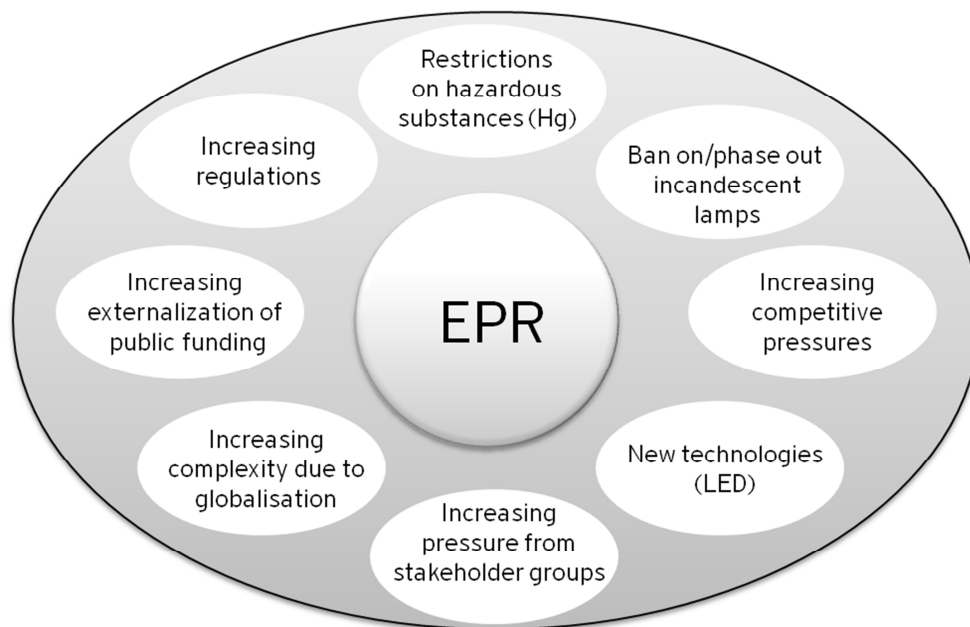 Restrictions
on hazardous
substances (Hg)
Increasing
regulations
Ban on/phase out
incandescent
lamps
Increasing
externalization of
public funding
EPR
Increasing
competitive
pressures
Increasing
complexity due to
globalisation
New technologies
(LED)
Increasing
pressure from
stakeholder groups